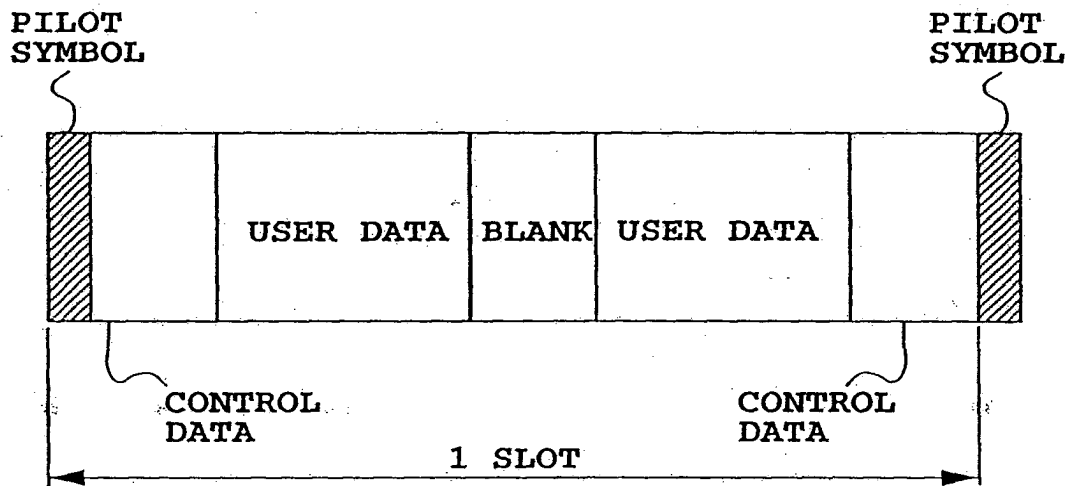 PILOT
SYMBOL
PILOT
SYMBOL
USER DATA
BLANK
USER DATA
CONTROL
DATA
CONTROL
DATA
1 SLOT